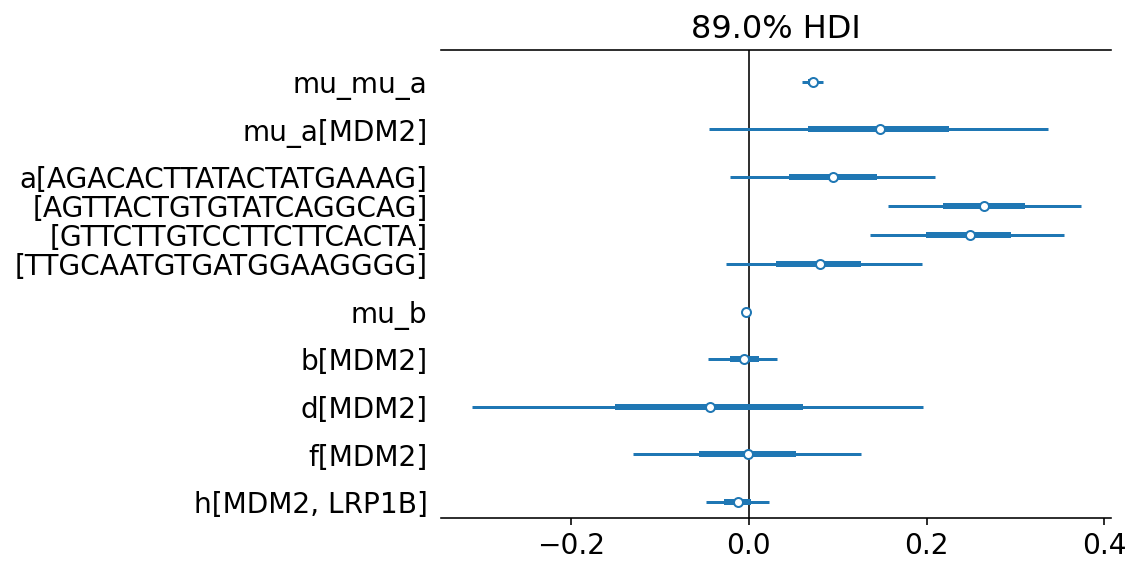 89.0% HDI
mu_mu_a
mu_a[MDM2]
a[AGACACTTATACTATGAAAG]
[AGTTACTGTGTATCAGGCAG]
[GTTCTTGTCCTTCTTCACTA]
[TTGCAATGTGATGGAAGGGG]
mu_b
b[MDM2]
d[MDM2]
f[MDM2]
h[MDM2, LRP1B]
−0.2 0.0 0.2 0.4